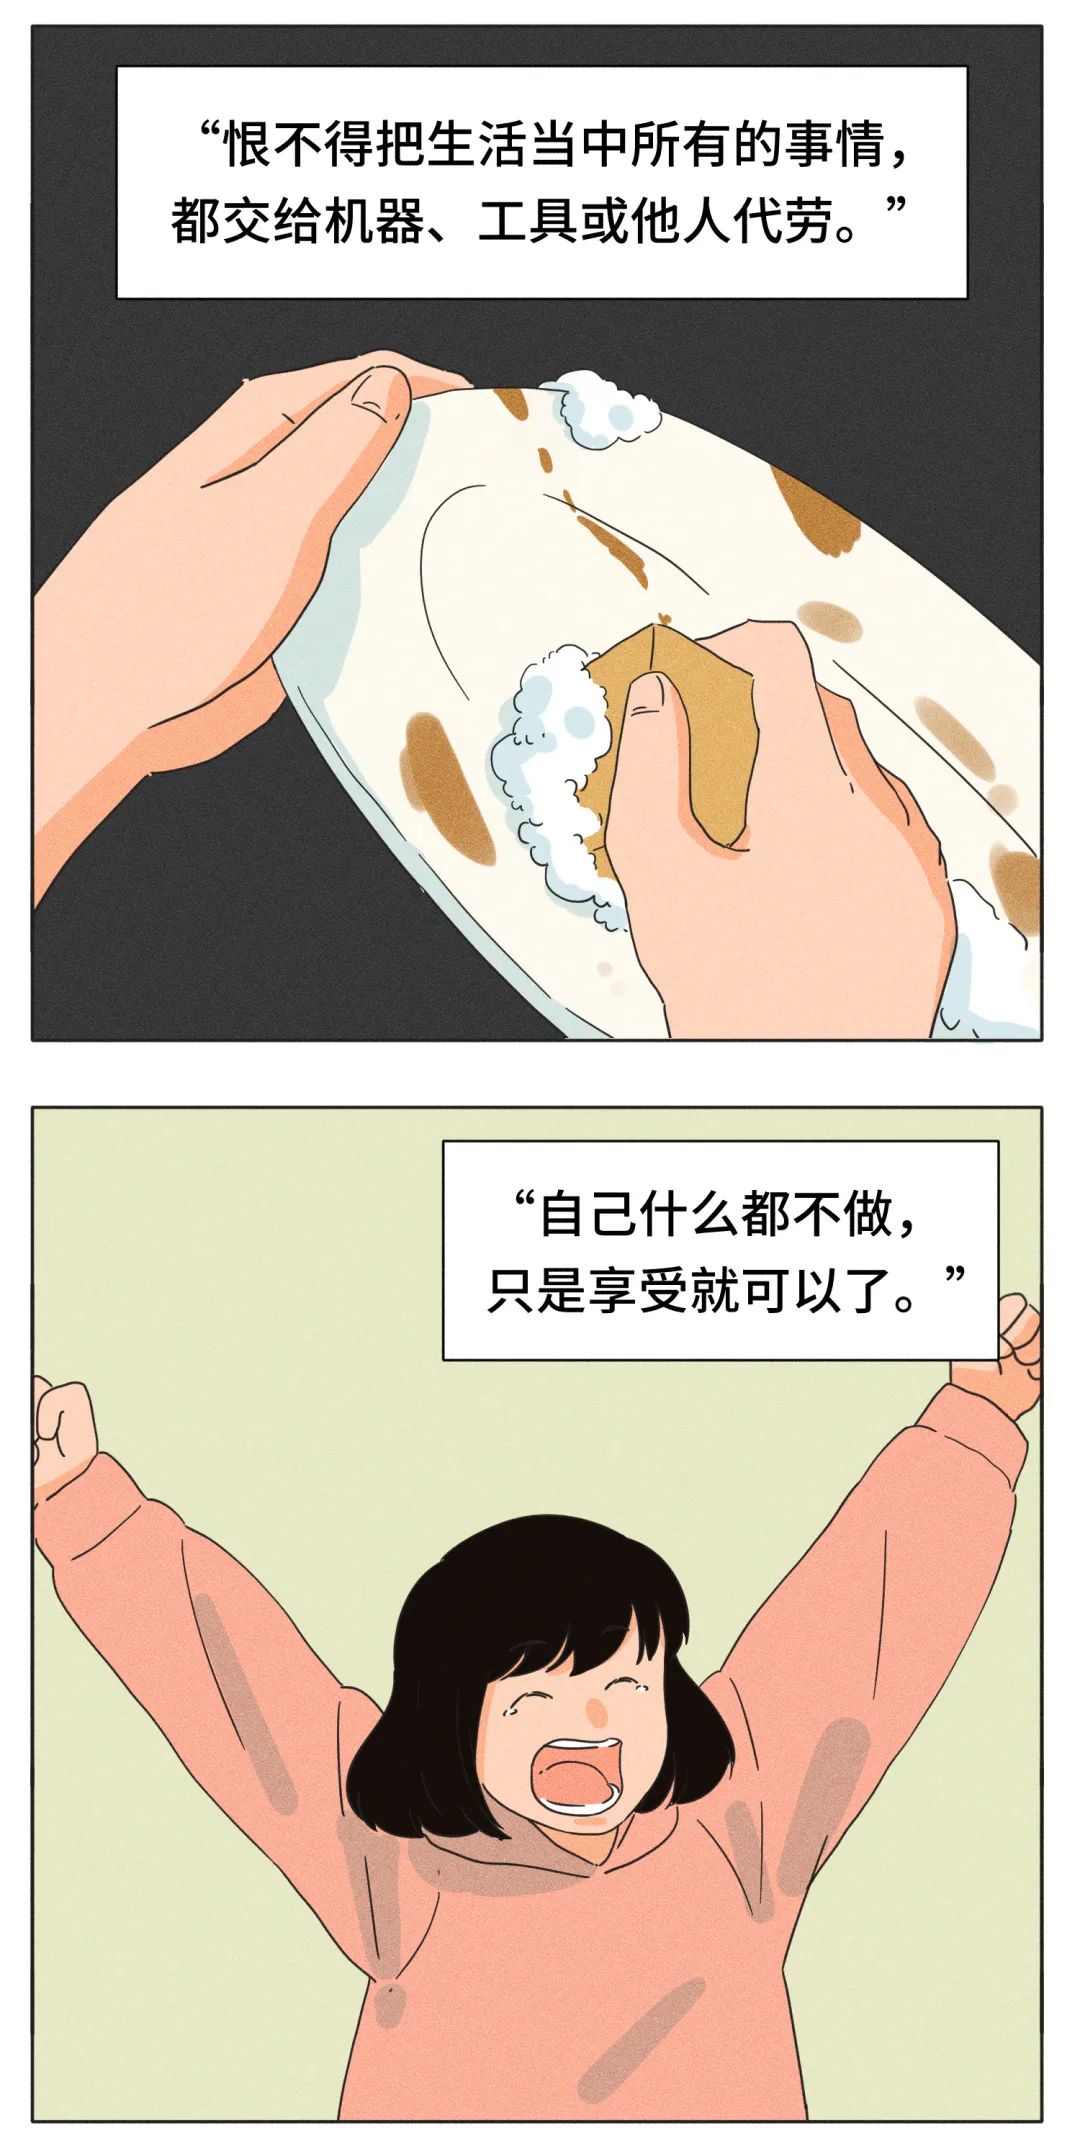 “恨不得把生活当中所有的事情，
都交给机器、工具或他人代劳。”
“自己什么都不做，
只是享受就可以了。”